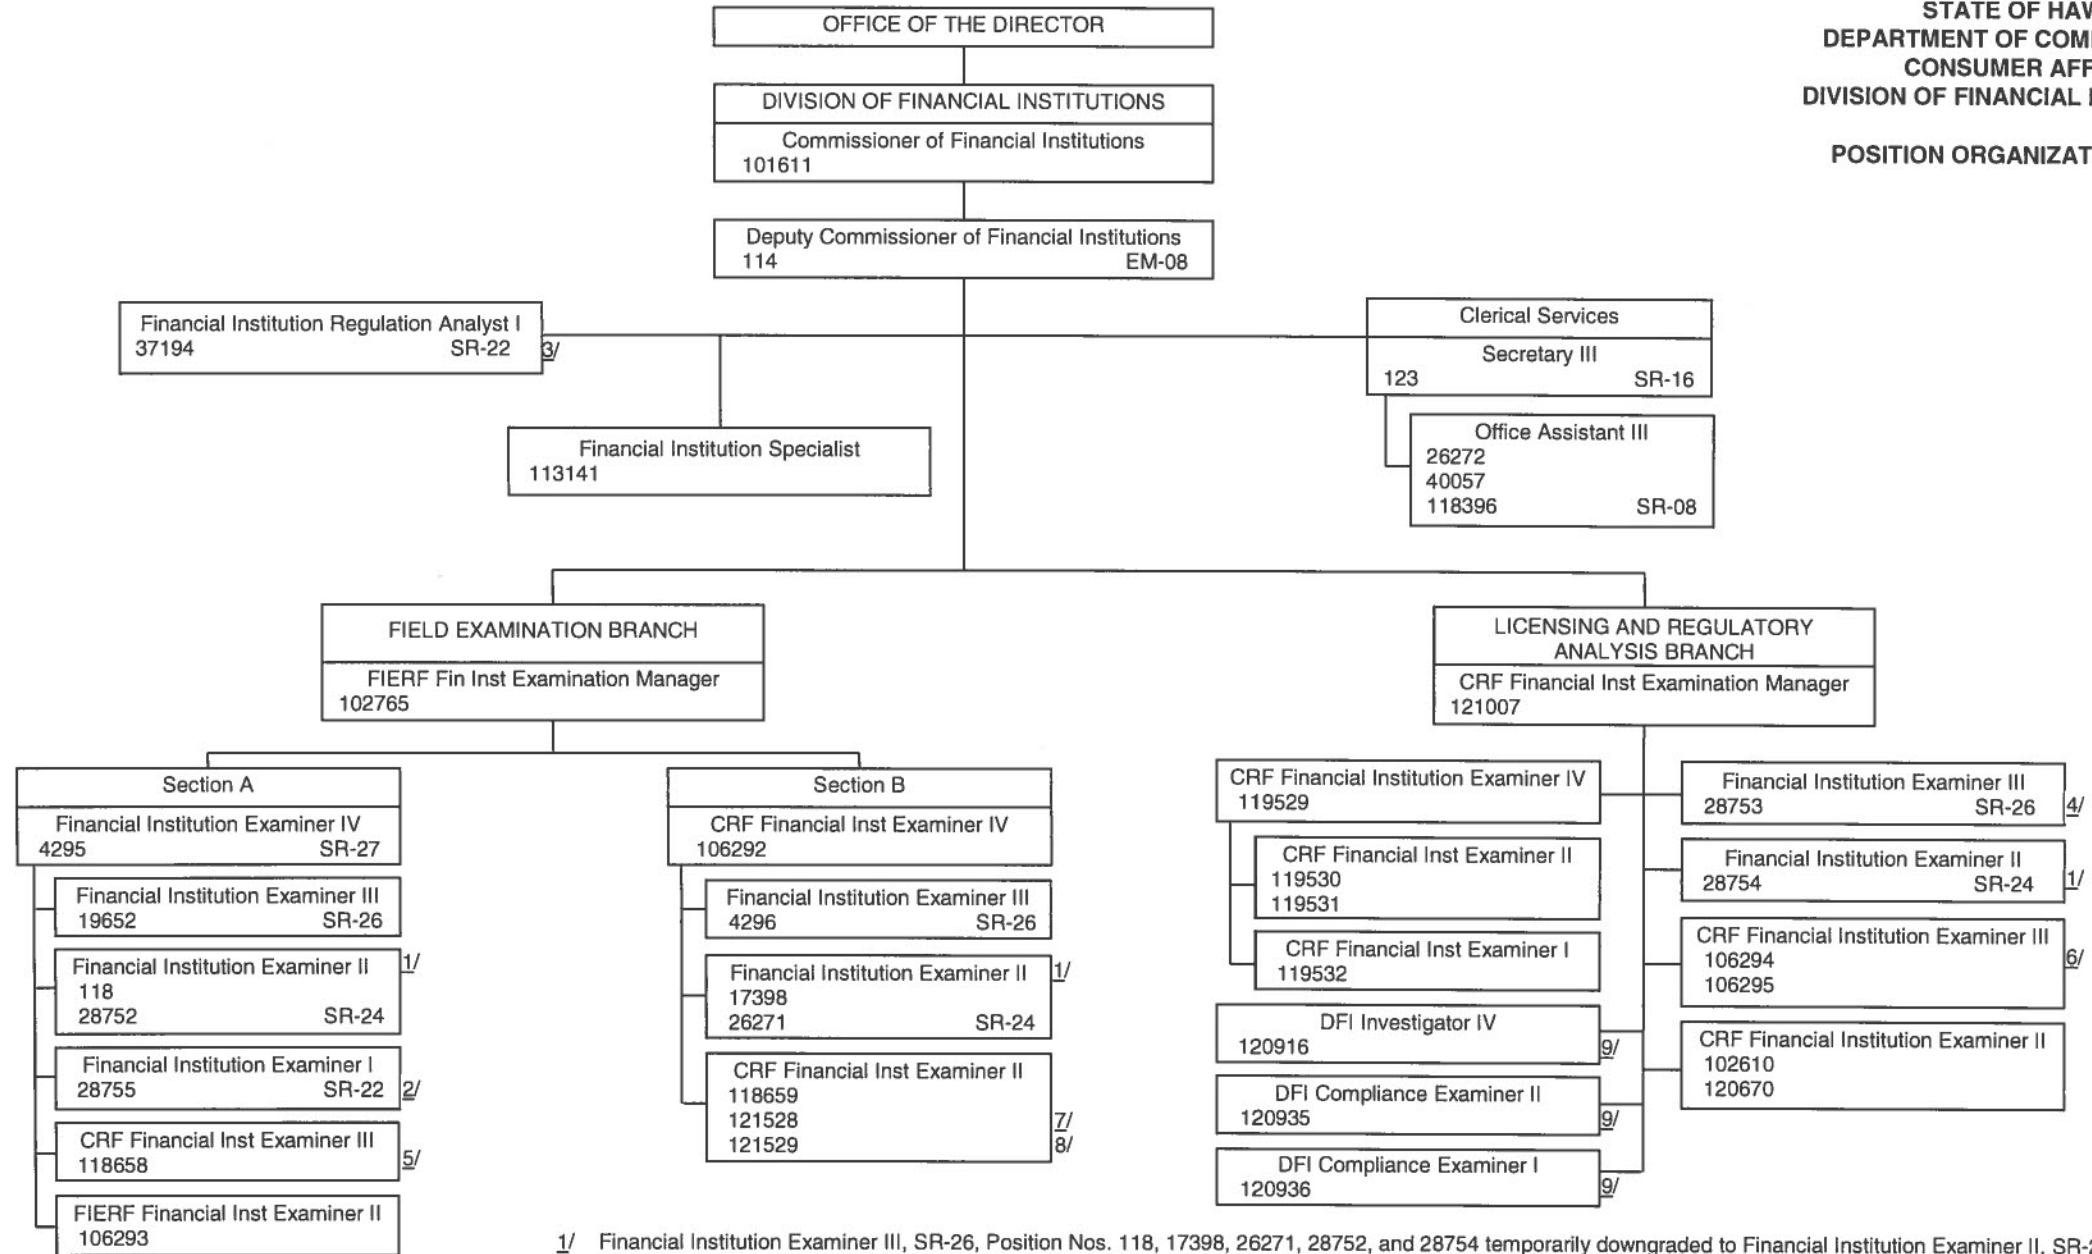 OFFICE OF THE DIRECTOR
STATE OF HAW
DEPARTMENT OF COM
CONSUMER AFF
DIVISION OF FINANCIAL
POSITION ORGANIZAT
DIVISION OF FINANCIAL INSTITUTIONS
Commissioner of Financial Institutions
101611
Deputy Commissioner of Financial Institutions
114 EM-08
Financial Institution Regulation Analyst I
37194 SR-22 3/
Financial Institution Specialist
113141
Clerical Services
Secretary III
123 SR-16
Office Assistant III
26272
40057
118396 SR-08
FIELD EXAMINATION BRANCH
FIERF Fin Inst Examination Manager
102765
Section A
Financial Institution Examiner IV
4295 SR-27
Financial Institution Examiner III
19652 SR-26
Financial Institution Examiner II 1/
118
28752 SR-24
Financial Institution Examiner I
28755 SR-22 2/
CRF Financial Inst Examiner III
118658 5/
FIERF Financial Inst Examiner II
106293
Section B
CRF Financial Inst Examiner IV
106292
Financial Institution Examiner III
4296 SR-26
Financial Institution Examiner II 1/
17398
26271 SR-24
CRF Financial Inst Examiner II
118659
121528 7/
121529 8/
LICENSING AND REGULATORY
ANALYSIS BRANCH
CRF Financial Inst Examination Manager
121007
CRF Financial Institution Examiner IV
119529
CRF Financial Inst Examiner II
119530
119531
CRF Financial Inst Examiner I
119532
DFI Investigator IV
120916 9/
DFI Compliance Examiner II
120935 9/
DFI Compliance Examiner I
120936 9/
Financial Institution Examiner III
28753 SR-26 4/
Financial Institution Examiner II
28754 SR-24 1/
CRF Financial Institution Examiner III
106294 6/
106295
CRF Financial Institution Examiner II
102610
120670
1/ Financial Institution Examiner III, SR-26, Position Nos. 118, 17398, 26271, 28752, and 28754 temporarily downgraded to Financial Institution Examiner II, SR-